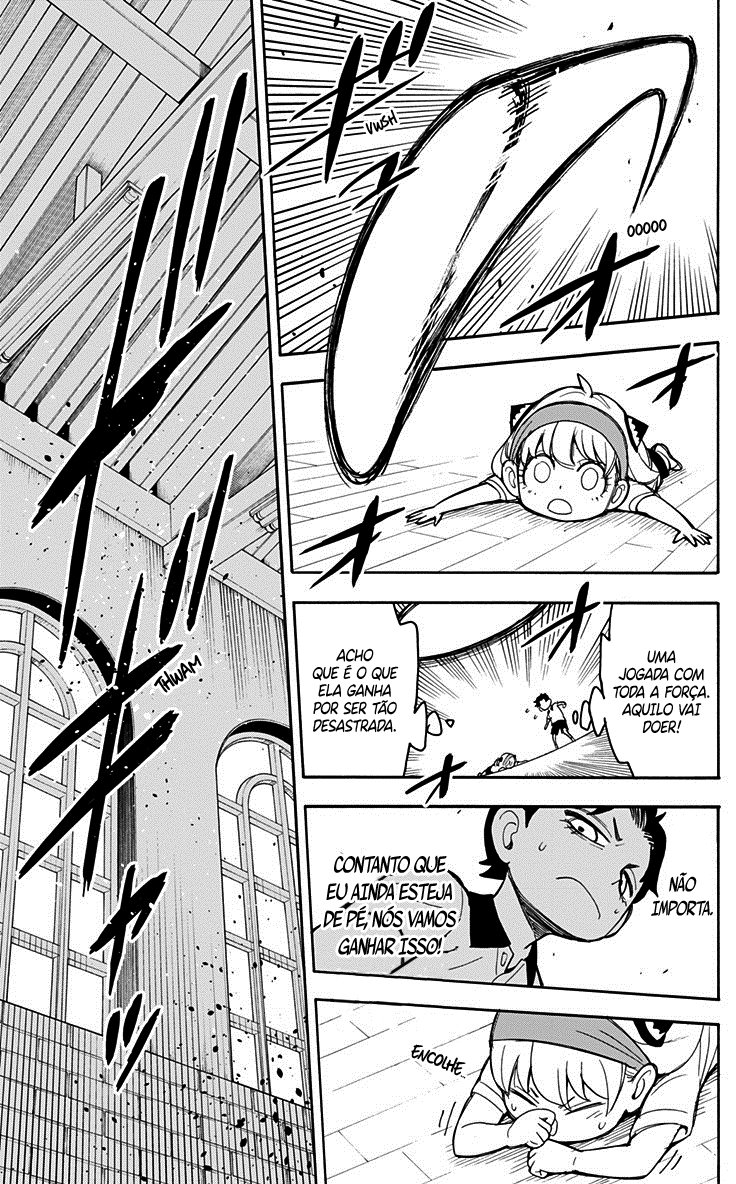 VWSH
OOOOO
UMA
JOGADA COM
TODA A FORÇA.
AQUILO VAI
DOER!
ACHO
QUE É O QUE
ELA GANHA
POR SER TÃO
DESASTRADA.
NÃO
IMPORTA.
CONTANTO QUE
EU AINDA ESTEJA
DE PÉ, NÓS VAMOS
GANHAR ISSO!
ENCOLHE.
THWAM